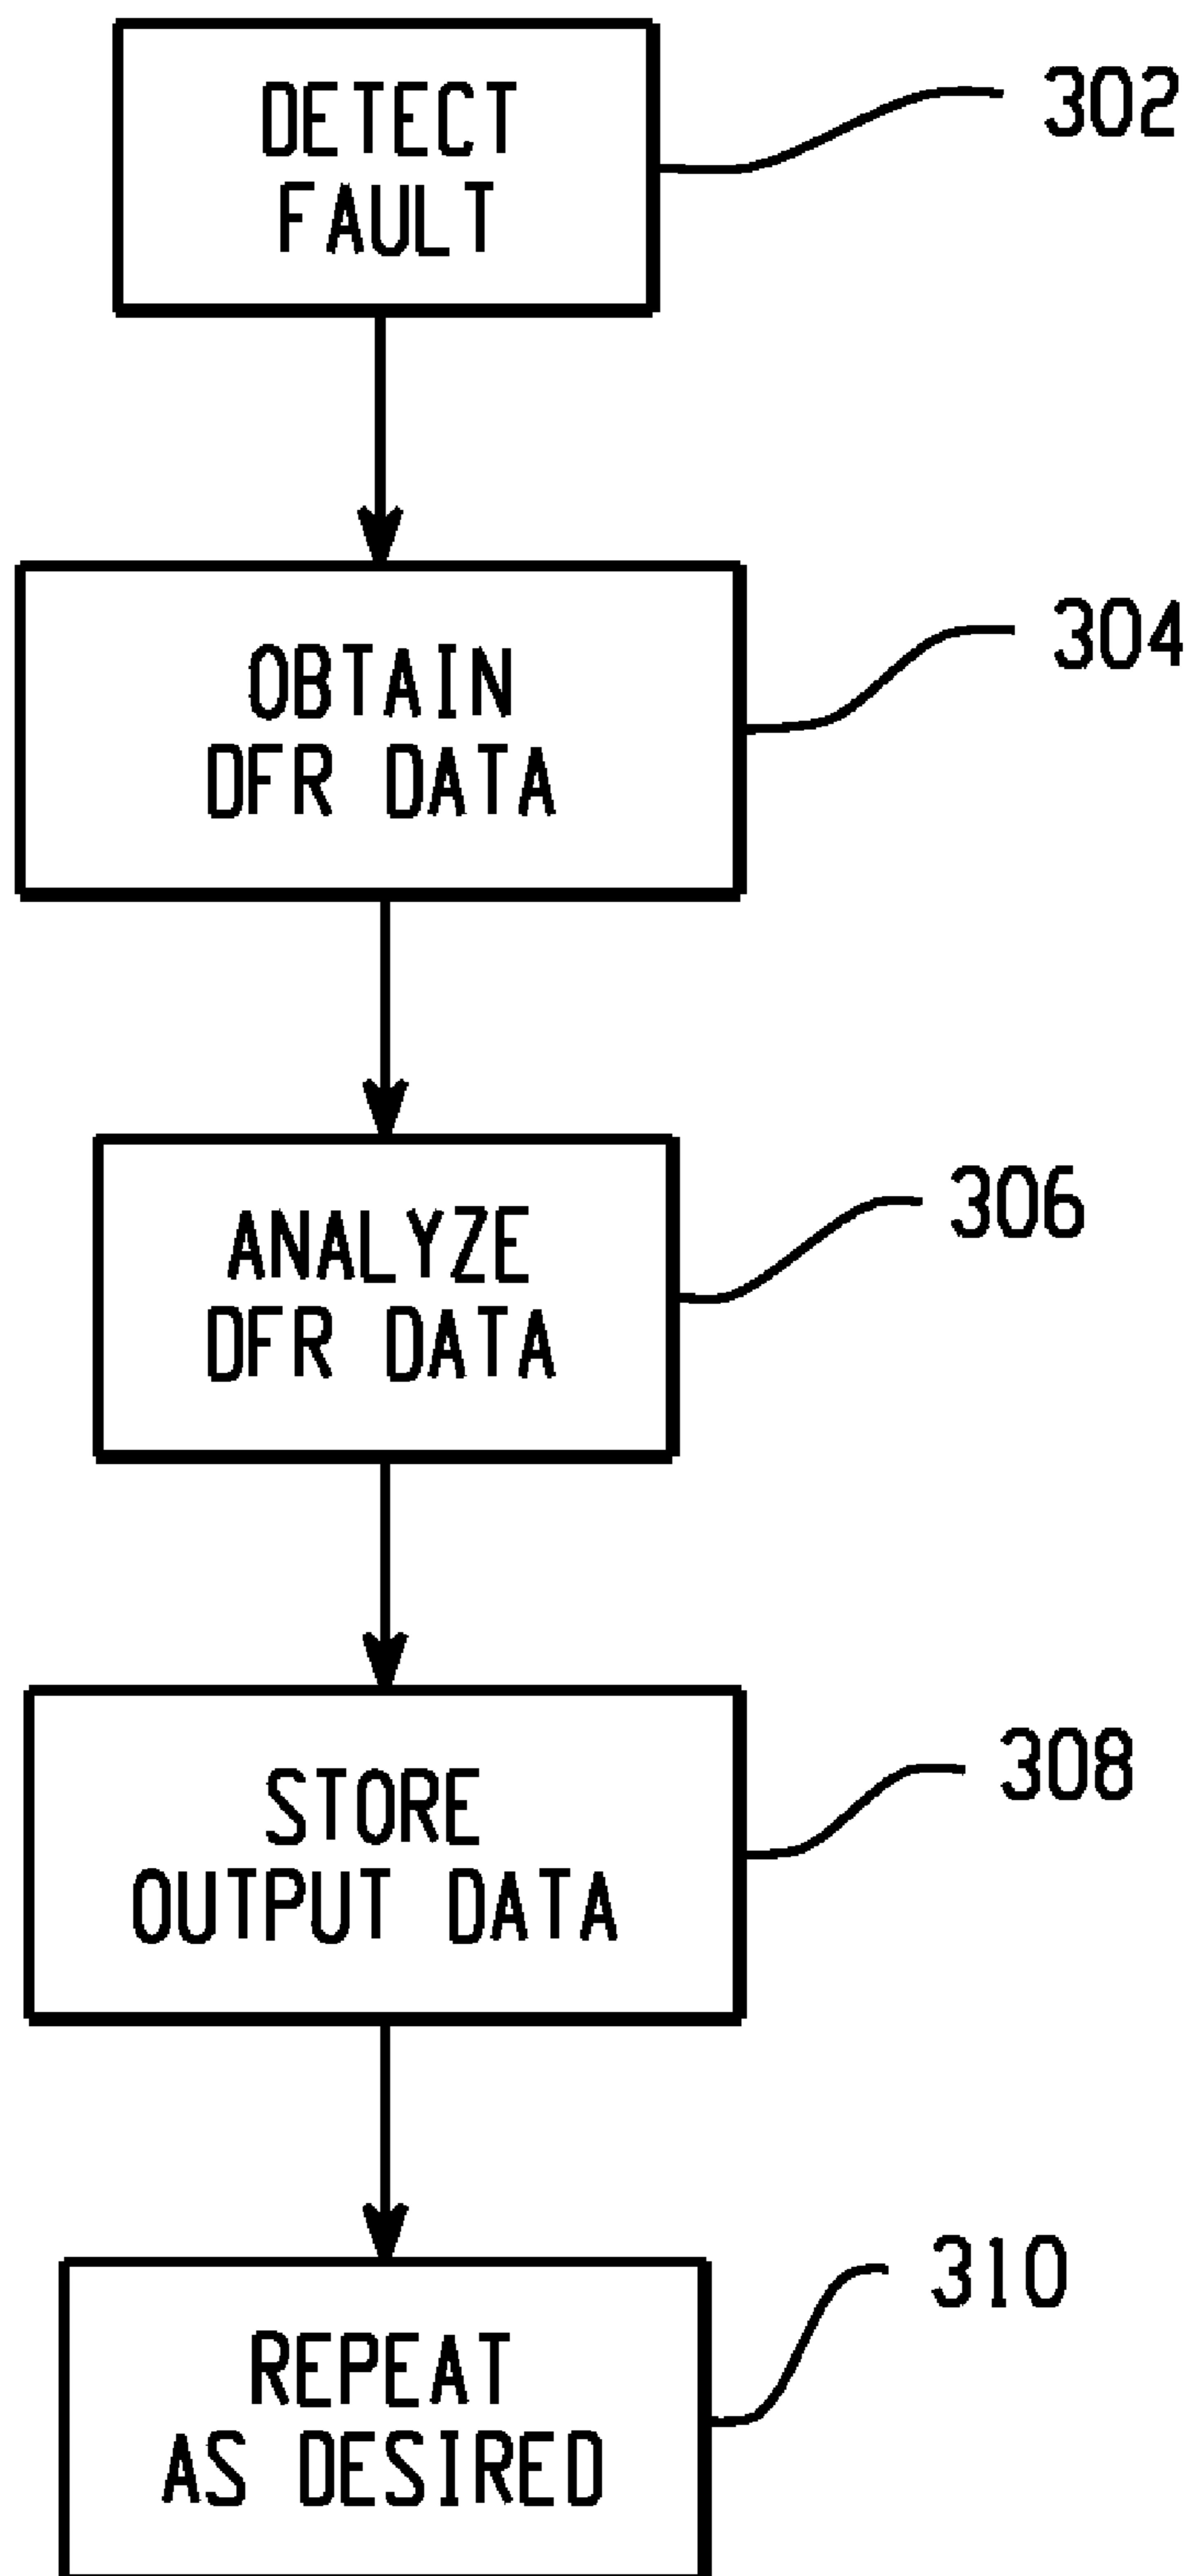 DETECT
FAULT
302
OBTAIN
DFR DATA
304
ANALYZE
DFR DATA
306
STORE
OUTPUT DATA
308
REPEAT
AS DESIRED
310